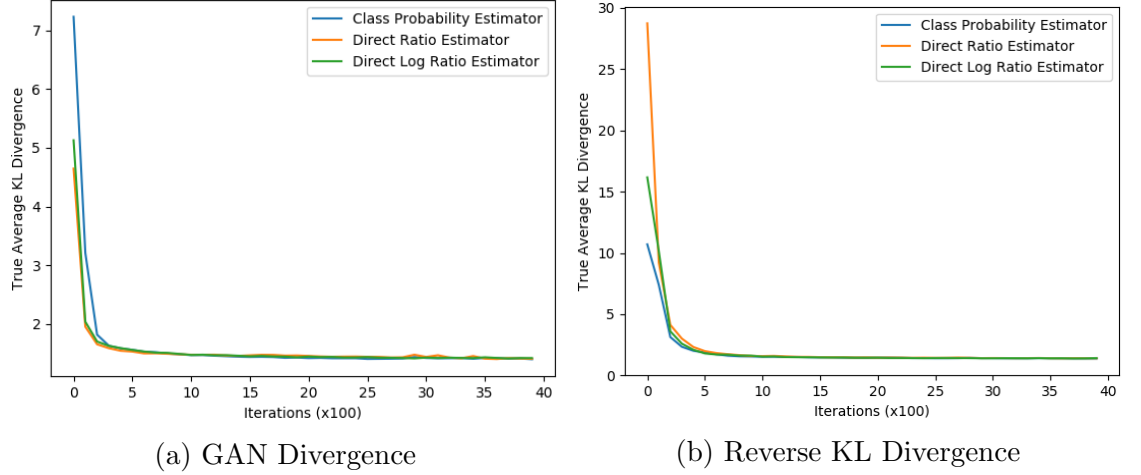 Class Probability Estimator
Direct Ratio Estimator
Direct Log Ratio Estimator
True Average KL Divergence
7
6
5
4
3
2
0
5
10
15
20
25
30
35
40
Iterations (x100)
(a) GAN Divergence
Class Probability Estimator
Direct Ratio Estimator
Direct Log Ratio Estimator
True Average KL Divergence
30
25
20
15
10
5
0
0
5
10
15
20
25
30
35
40
Iterations (x100)
(b) Reverse KL Divergence